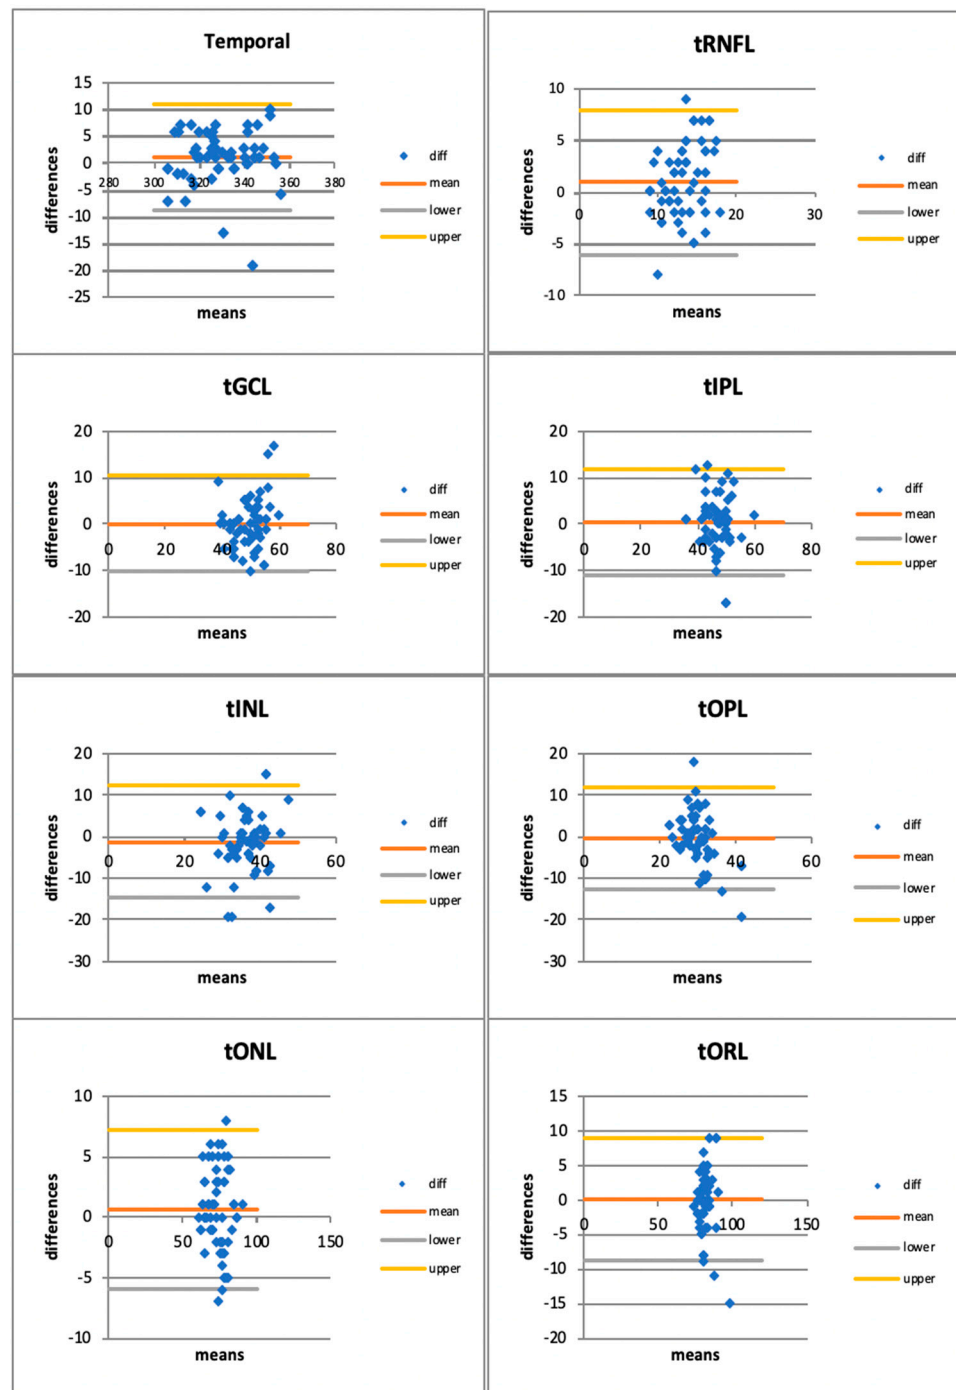 Temporal
15
10
5
0
-5
-10
-15
-20
-25
280 300 320 340 360 380
differences
means
diff
mean
lower
upper
tRNFL
10
5
0
-5
-10
0 10 20 30
differences
means
diff
mean
lower
upper
tGCL
20
10
0
-10
-20
0 20 40 60 80
differences
means
diff
mean
lower
upper
tIPL
20
10
0
-10
-20
0 20 40 60 80
differences
means
diff
mean
lower
upper
tINL
20
10
0
-10
-20
-30
0 20 40 60
differences
means
diff
mean
lower
upper
tOPL
20
10
0
-10
-20
-30
0 20 40 60
differences
means
diff
mean
lower
upper
tONL
10
5
0
-5
-10
0 50 100 150
differences
means
diff
mean
lower
upper
tORL
15
10
5
0
-5
-10
-15
-20
0 50 100 150
differences
means
diff
mean
lower
upper